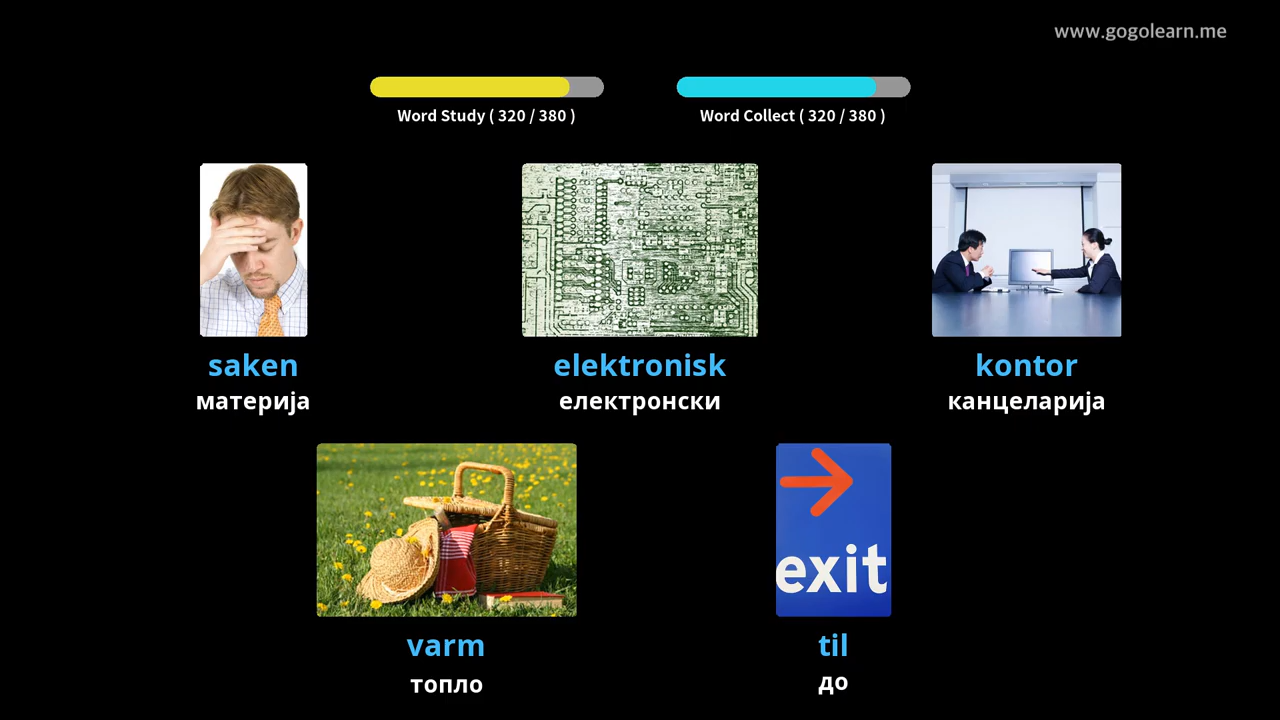 www.gogolearn.me
Word Study ( 320 / 380 )
Word Collect ( 320 / 380 )
saken
материја
elektronisk
електронски
kontor
канцеларија
exit
varm
топло
til
до